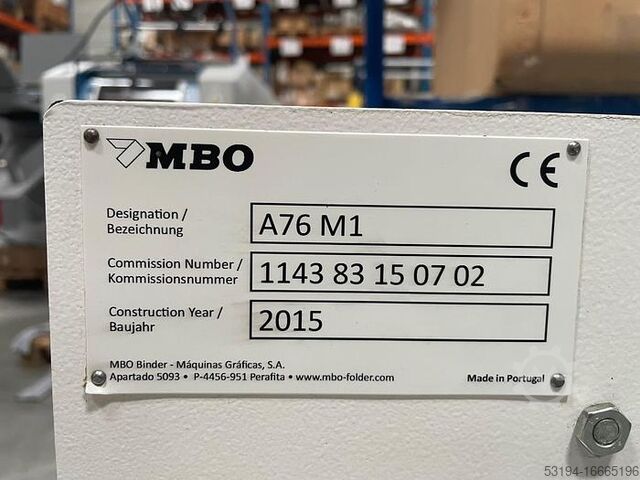 MBO CE
Designation /
Bezeichnung
A76 M1
Commission Number /
Kommissionsnummer
1143 83 15 07 02
Construction Year /
Baujahr
2015
MBO Binder - Máquinas Gráficas, S.A.
Apartado 5093 • P-4456-951 Perafita • www.mbo-folder.com
Made in Portugal
53194-16665196